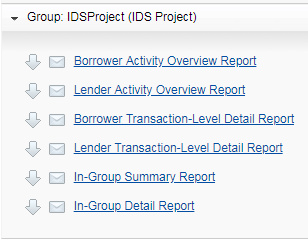 Group: IDSProject (IDS Project)
Borrower Activity Overview Report
Lender Activity Overview Report
Borrower Transaction-Level Detail Report
Lender Transaction-Level Detail Report
In-Group Summary Report
In-Group Detail Report